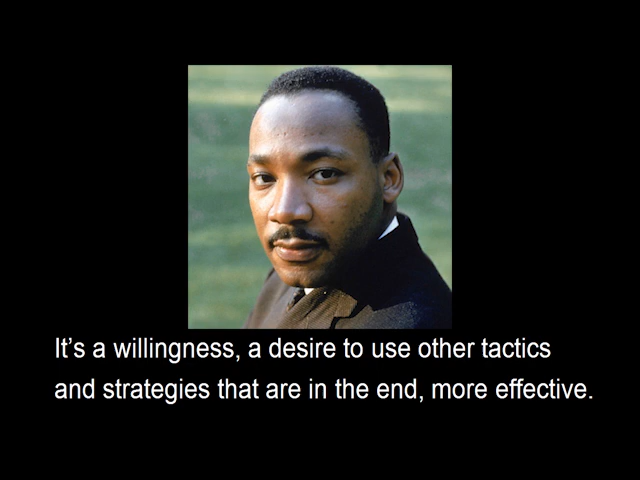 It’s a willingness, a desire to use other tactics
and strategies that are in the end, more effective.